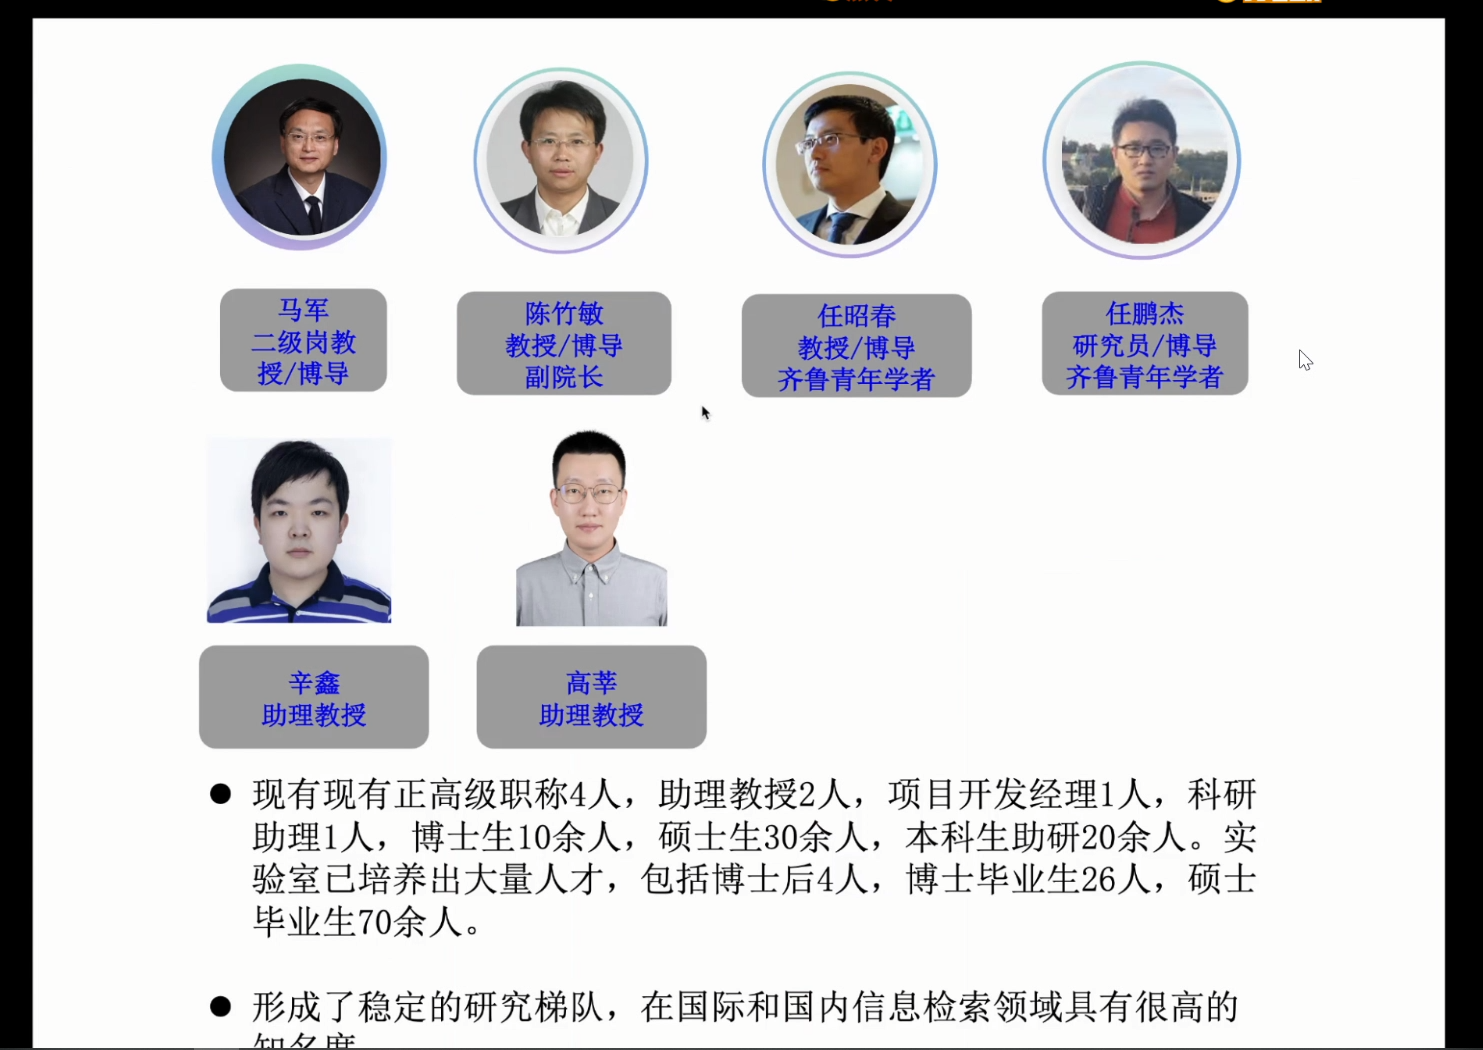 马军
二级岗教
授/博导
陈竹敏
教授/博导
副院长
任昭春
教授/博导
齐鲁青年学者
任鹏杰
研究员/博导
齐鲁青年学者
辛鑫
助理教授
高莘
助理教授
● 现有现有正高级职称4人，助理教授2人，项目开发经理1人，科研
助理1人，博士生10余人，硕士生30余人，本科生助研20余人。实
验室已培养出大量人才，包括博士后4人，博士毕业生26人，硕士
毕业生70余人。
● 形成了稳定的研究梯队，在国际和国内信息检索领域具有很高的
知名度